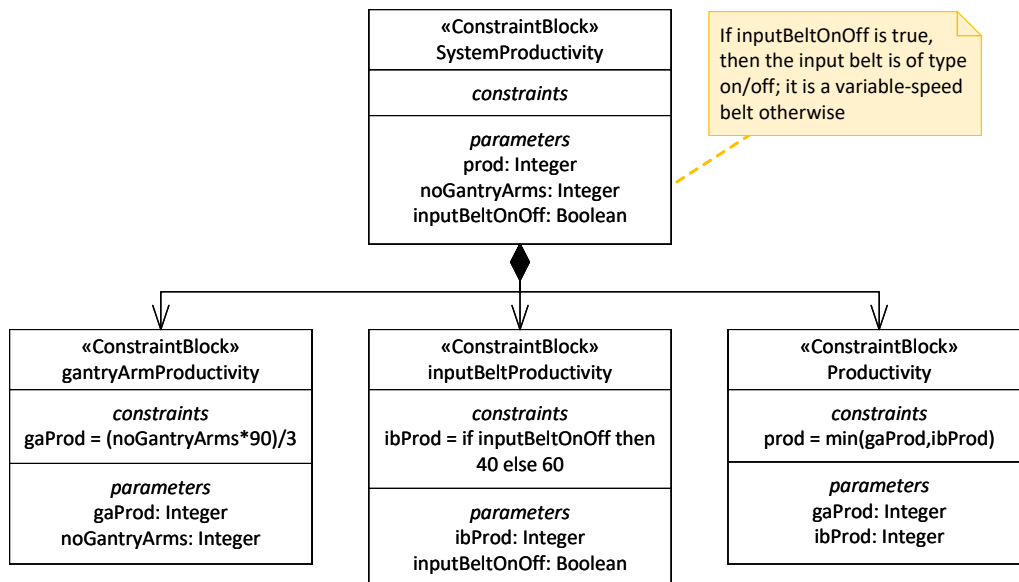 «ConstraintBlock»
SystemProductivity
constraints
parameters
prod: Integer
noGantryArms: Integer
inputBeltOnOff: Boolean
If inputBeltOnOff is true,
then the input belt is of type
on/off; it is a variable-speed
belt otherwise
«ConstraintBlock»
gantryArmProductivity
constraints
gaProd = (noGantryArms*90)/3
parameters
gaProd: Integer
noGantryArms: Integer
«ConstraintBlock»
inputBeltProductivity
constraints
ibProd = if inputBeltOnOff then
40 else 60
parameters
ibProd: Integer
inputBeltOnOff: Boolean
«ConstraintBlock»
Productivity
constraints
prod = min(gaProd,ibProd)
parameters
gaProd: Integer
ibProd: Integer